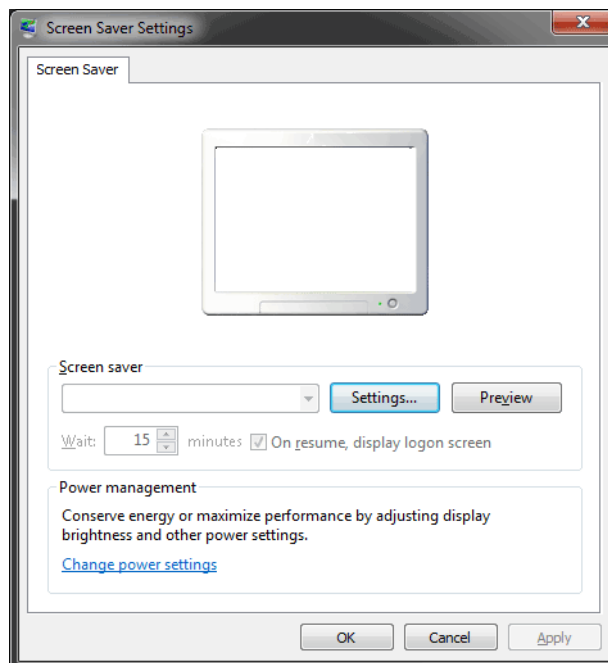 Screen Saver Settings
Screen Saver
Screen saver
Settings... Preview
Wait: 15 minutes On resume, display logon screen
Power management
Conserve energy or maximize performance by adjusting display
brightness and other power settings.
Change power settings
OK Cancel Apply